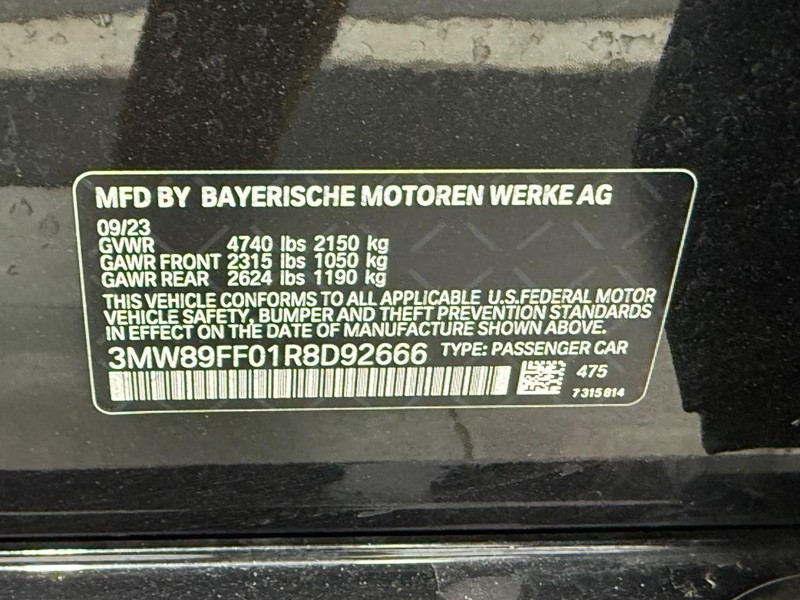 MFD BY BAYERISCHE MOTOREN WERKE AG
09/23
GVWR 4740 lbs 2150 kg
GAWR FRONT 2315 lbs 1050 kg
GAWR REAR 2624 lbs 1190 kg
THIS VEHICLE CONFORMS TO ALL APPLICABLE U.S.FEDERAL MOTOR
VEHICLE SAFETY, BUMPER AND THEFT PREVENTION STANDARDS
IN EFFECT ON THE DATE OF MANUFACTURE SHOWN ABOVE.
3MW89FF01R8D92666 TYPE: PASSENGER CAR
475
7 315 814